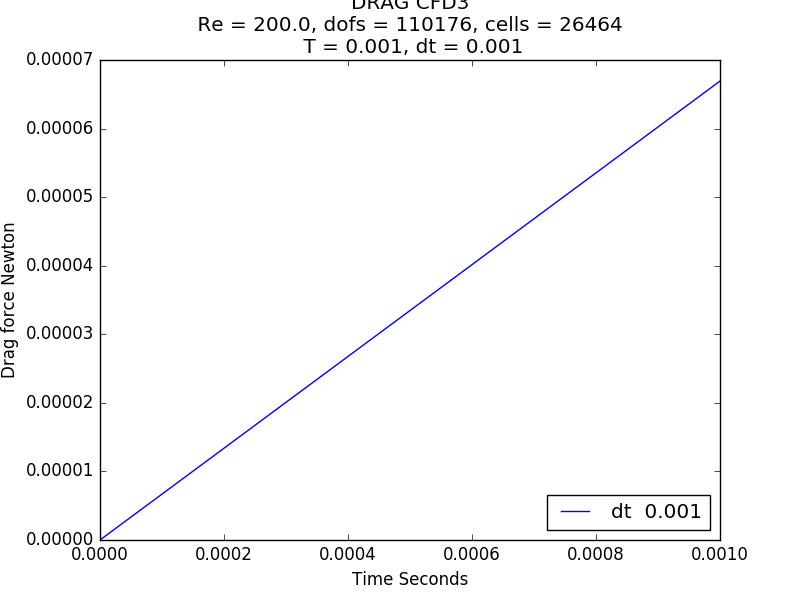 DRAG CFD3
Re = 200.0, dofs = 110176, cells = 26464
T = 0.001, dt = 0.001
0.00007
0.00006
0.00005
0.00004
0.00003
0.00002
0.00001
0.00000
Drag force Newton
dt 0.001
0.0000 0.0002 0.0004 0.0006 0.0008 0.0010
Time Seconds